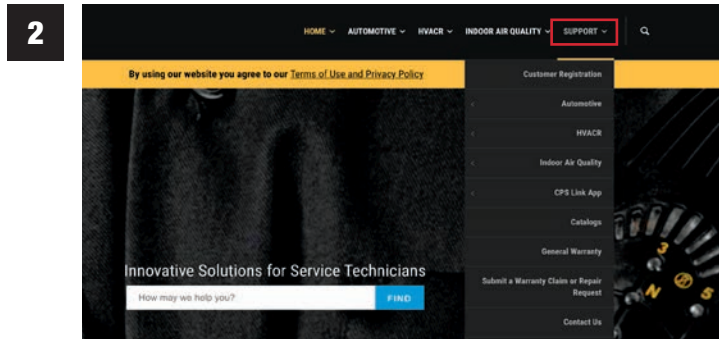 2
HOME AUTOMOTIVE HVACR INDOOR AIR QUALITY SUPPORT
By using our website you agree to our Terms of Use and Privacy Policy
Customer Registration
Automotive
HVACR
Indoor Air Quality
CPS Link App
Catalogs
General Warranty
Submit a Warranty Claim or Repair
Request
Contact Us
Innovative Solutions for Service Technicians
How may we help you?
FIND
3
N
5